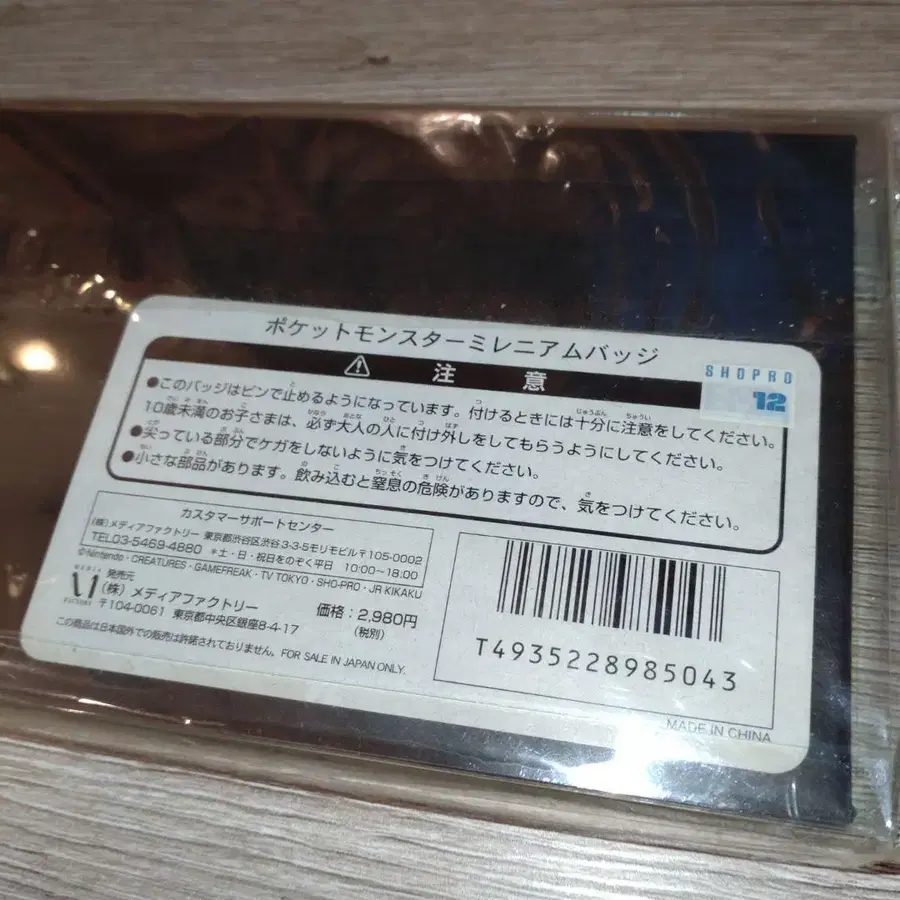 ポケットモンスターミレニアムバッジ
注意
SHOPRO
12
●このバッジはピンで止めるようになっています。付けるときには十分に注意をしてください。
10歳未満のお子さまは、必ず大人の人に付け外しをしてもらうようにしてください。
●尖っている部分でケガをしないように気をつけてください。
●小さな部品があります。飲み込むと窒息の危険がありますので、気をつけてください。
カスタマーサポートセンター
(株)メディアファクトリー 東京都渋谷区渋谷3-3-5モリモビル〒105-0002
TEL03-5469-4880 *土・日・祝日をのぞく平日 10:00〜18:00
©Nintendo・CREATURES・GAMEFREAK・TV TOKYO・SHO-PRO・JR KIKAKU
MEDIA FACTORY
発売元
(株)メディアファクトリー
〒104-0061 東京都中央区銀座8-4-17
価格:2,980円
(税別)
この商品は日本国外での販売は許諾されておりません。FOR SALE IN JAPAN ONLY.
T4935228985043
MADE IN CHINA